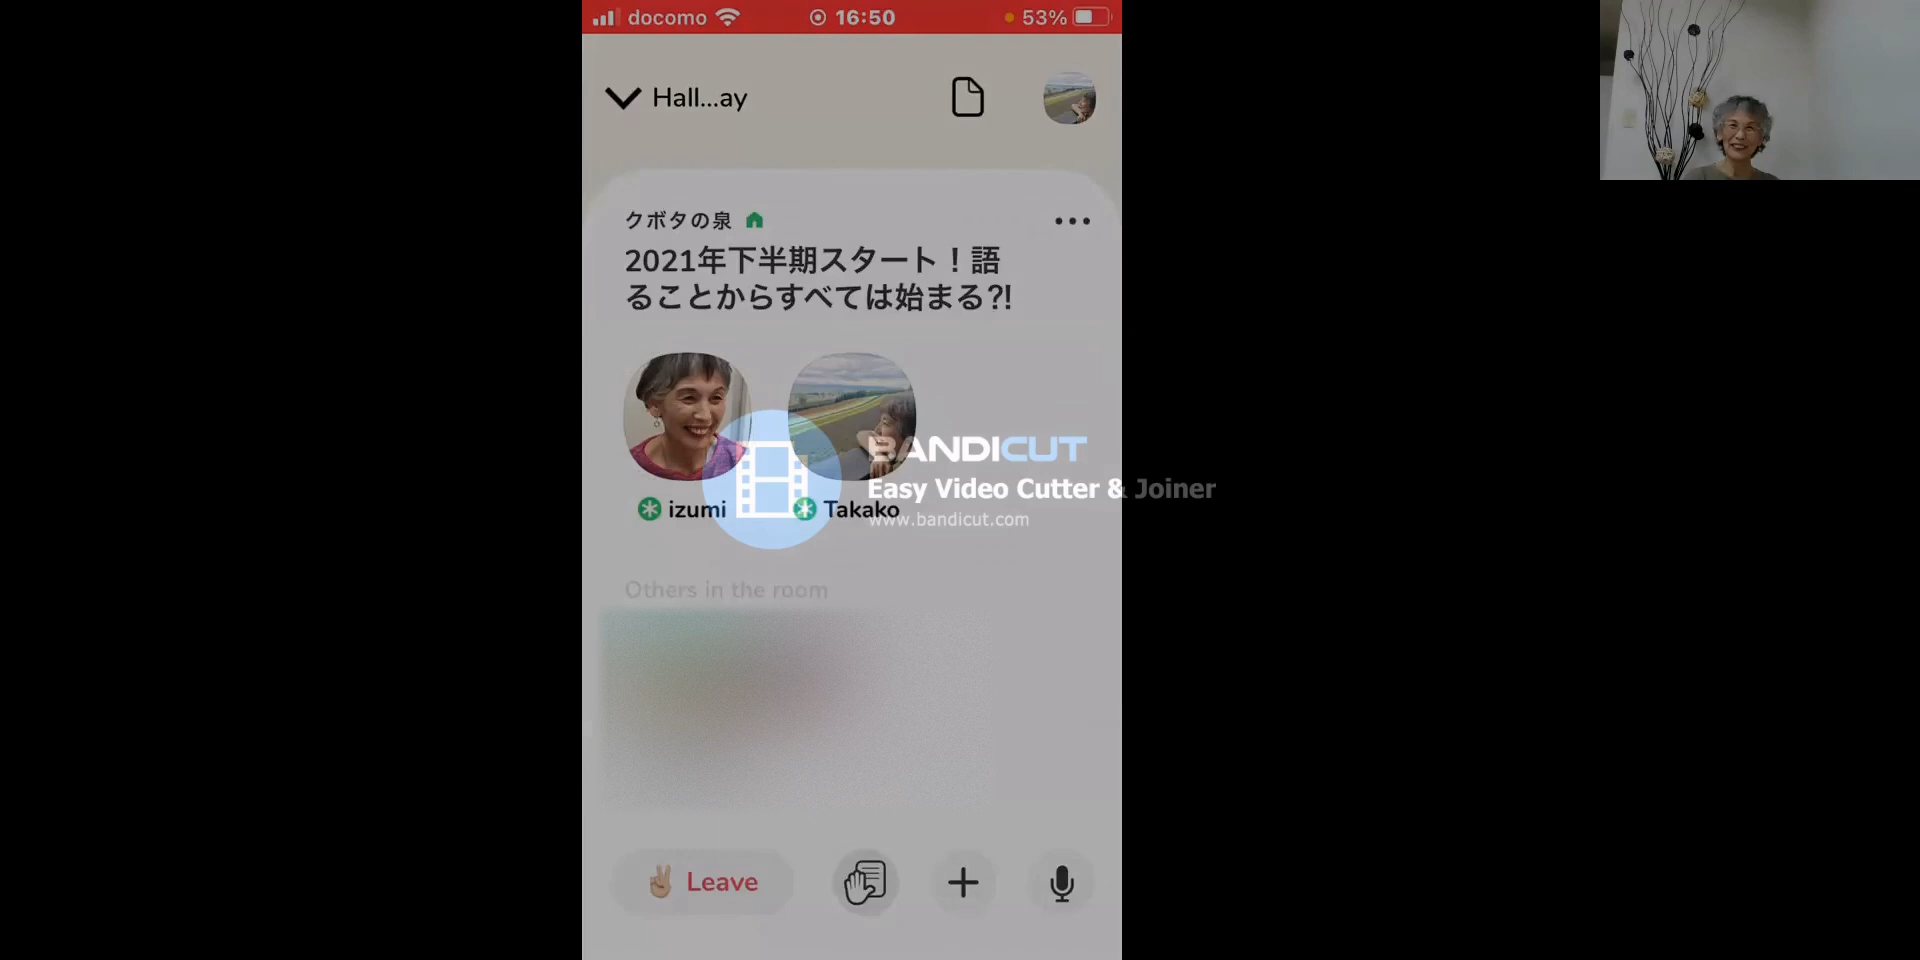 docomo 16:50 53%
Hall...ay
クボタの泉
2021年下半期スタート！語
ることからすべては始まる?!
BANDICUT
Easy Video Cutter & Joiner
www.bandicut.com
izumi Takako
Others in the room
Leave